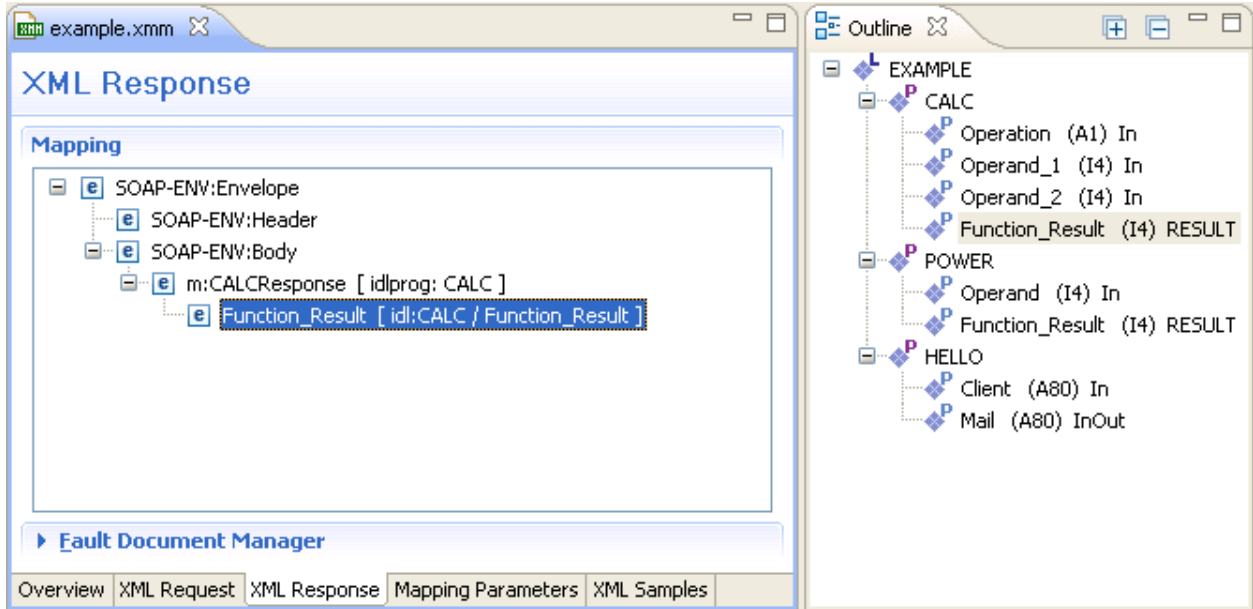 example.xmm
XML Response
Mapping
SOAP-ENV:Envelope
SOAP-ENV:Header
SOAP-ENV:Body
m:CALCResponse [ idlprog: CALC ]
Function_Result [ idl:CALC / Function_Result ]
Fault Document Manager
Overview XML Request XML Response Mapping Parameters XML Samples
Outline
L EXAMPLE
P CALC
P Operation (A1) In
P Operand_1 (I4) In
P Operand_2 (I4) In
P Function_Result (I4) RESULT
P POWER
P Operand (I4) In
P Function_Result (I4) RESULT
P HELLO
P Client (A80) In
P Mail (A80) InOut